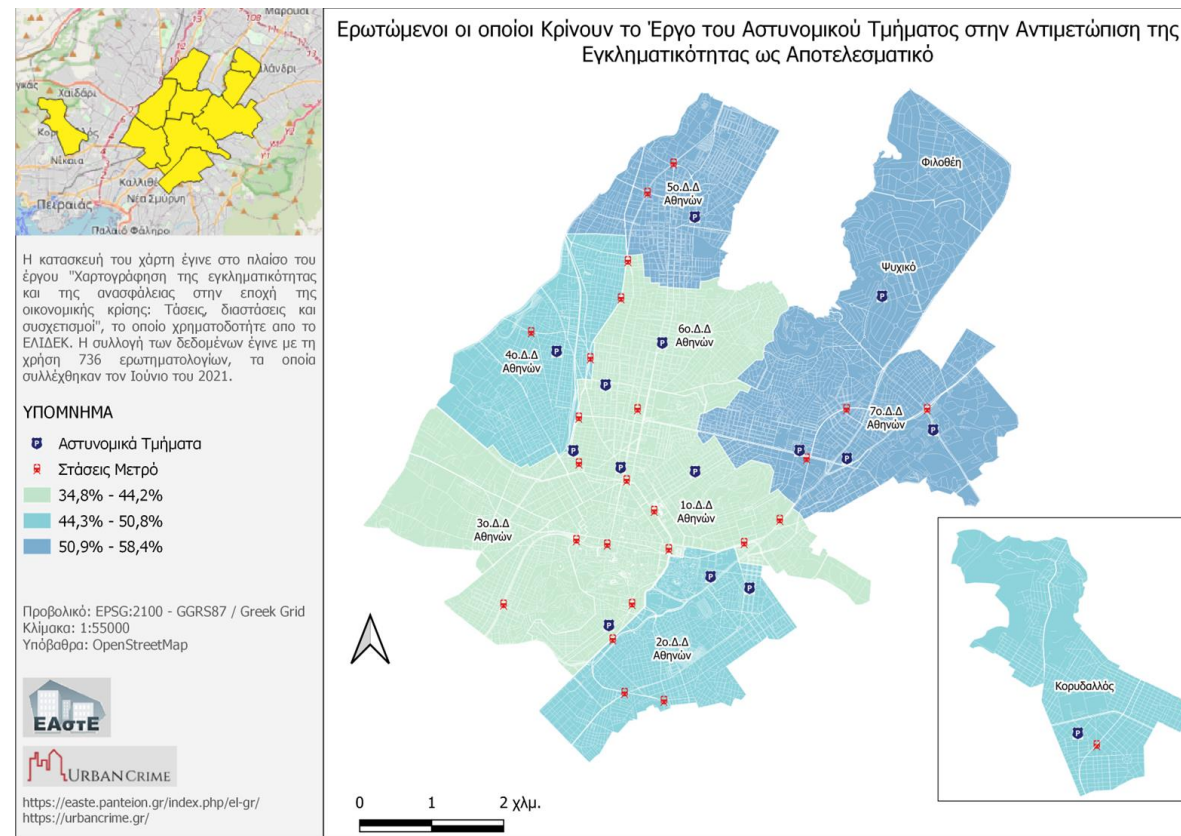 Ερωτώμενοι οι οποίοι Κρίνουν το Έργο του Αστυνομικού Τμήματος στην Αντιμετώπιση της
Εγκληματικότητας ως Αποτελεσματικό
Μαρούσι
Χαϊδάρι
Νίκαια
Καλλιθέ
Νέα Σμύρνη
Πειραιάς
Παλαιό Φάληρο
Η κατασκευή του χάρτη έγινε στο πλαίσιο του
έργου "Χαρτογράφηση της εγκληματικότητας
και της ανασφάλειας στην εποχή της
οικονομικής κρίσης: Τάσεις, διαστάσεις και
συσχετισμοί", το οποίο χρηματοδοτήτε απο το
ΕΛΙΔΕΚ. Η συλλογή των δεδομένων έγινε με τη
χρήση 736 ερωτηματολογίων, τα οποία
συλλέχθηκαν τον Ιούνιο του 2021.
ΥΠΟΜΝΗΜΑ
Αστυνομικά Τμήματα
Στάσεις Μετρό
34,8% - 44,2%
44,3% - 50,8%
50,9% - 58,4%
Προβολικό: EPSG:2100 - GGRS87 / Greek Grid
Κλίμακα: 1:55000
Υπόβαθρα: OpenStreetMap
ΕΑστΕ
URBAN CRIME
https://easte.panteion.gr/index.php/el-gr/
https://urbancrime.gr/
Φιλοθέη
5ο.Δ.Δ
Αθηνών
Ψυχικό
6ο.Δ.Δ
Αθηνών
4ο.Δ.Δ
Αθηνών
7ο.Δ.Δ
Αθηνών
1ο.Δ.Δ
Αθηνών
3ο.Δ.Δ
Αθηνών
2ο.Δ.Δ
Αθηνών
Κορυδαλλός
0 1 2 χλμ.